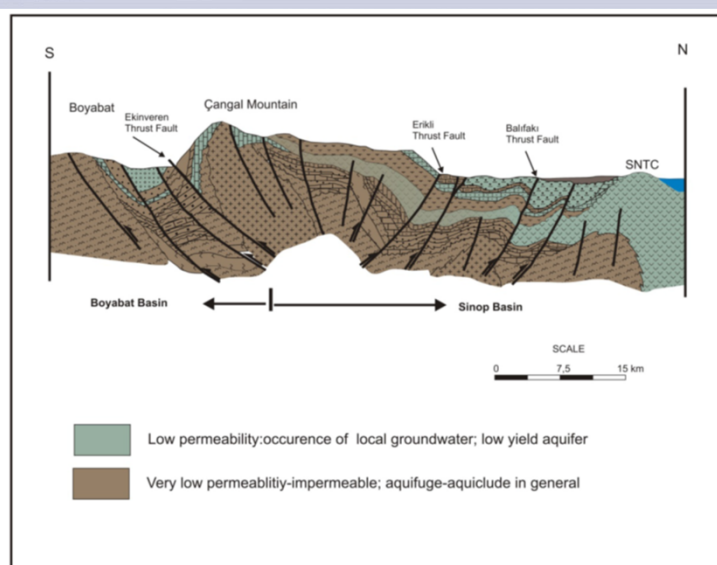 S
N
Boyabat
Ekinveren
Thrust Fault
Çangal Mountain
Erikli
Thrust Fault
Balıfakı
Thrust Fault
SNTC
Boyabat Basin
Sinop Basin
SCALE
0 7,5 15 km
Low permeability:occurence of local groundwater; low yield aquifer
Very low permeablitiy-impermeable; aquifuge-aquiclude in general